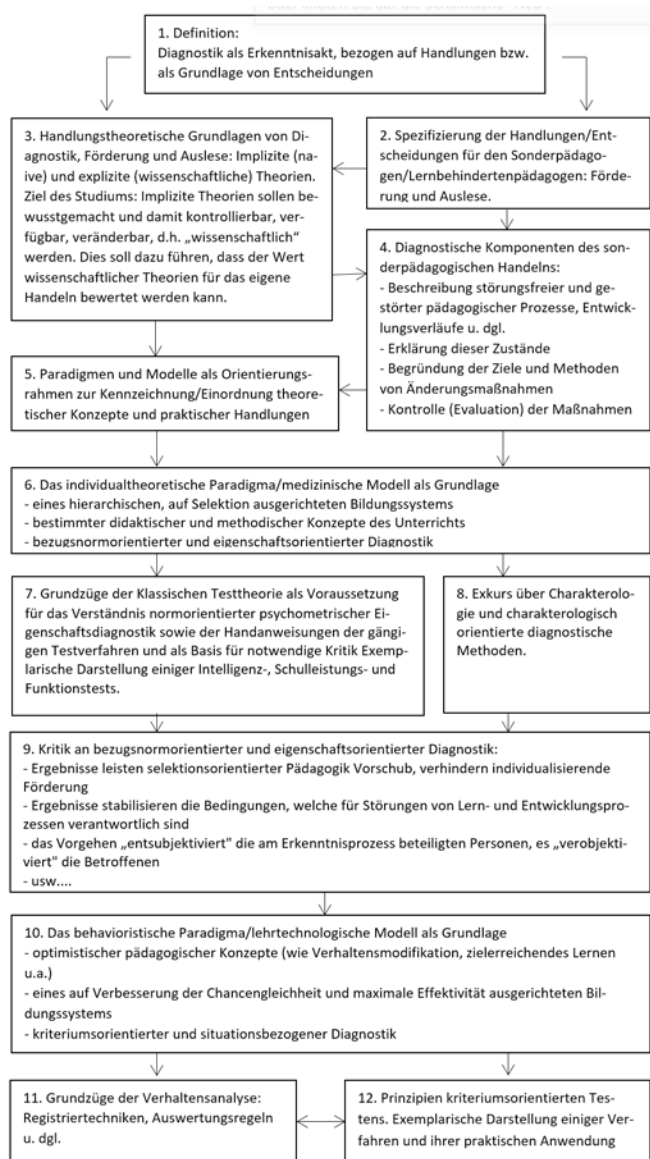 über klicken Sie auf die Schaltfläche "Neu".
1. Definition:
Diagnostik als Erkenntnisakt, bezogen auf Handlungen bzw.
als Grundlage von Entscheidungen
3. Handlungstheoretische Grundlagen von Di-
agnostik, Förderung und Auslese: Implizite (na-
ive) und explizite (wissenschaftliche) Theorien.
Ziel des Studiums: Implizite Theorien sollen be-
wusstgemacht und damit kontrollierbar, ver-
fügbar, veränderbar, d.h. „wissenschaftlich“
werden. Dies soll dazu führen, dass der Wert
wissenschaftlicher Theorien für das eigene
Handeln bewertet werden kann.
2. Spezifizierung der Handlungen/Ent-
scheidungen für den Sonderpädago-
gen/Lernbehindertenpädagogen: Förde-
rung und Auslese.
4. Diagnostische Komponenten des son-
derpädagogischen Handelns:
- Beschreibung störungsfreier und ge-
störter pädagogischer Prozesse, Entwick-
lungsverläufe u. dgl.
- Erklärung dieser Zustände
- Begründung der Ziele und Methoden
von Änderungsmaßnahmen
- Kontrolle (Evaluation) der Maßnahmen
5. Paradigmen und Modelle als Orientierungs-
rahmen zur Kennzeichnung/Einordnung theore-
tischer Konzepte und praktischer Handlungen
6. Das individualtheoretische Paradigma/medizinische Modell als Grundlage
- eines hierarchischen, auf Selektion ausgerichteten Bildungssystems
- bestimmter didaktischer und methodischer Konzepte des Unterrichts
- bezugsnormorientierter und eigenschaftsorientierter Diagnostik
7. Grundzüge der Klassischen Testtheorie als Voraussetzung
für das Verständnis normorientierter psychometrischer Ei-
genschaftsdiagnostik sowie der Handanweisungen der gängi-
gen Testverfahren und als Basis für notwendige Kritik Exemp-
larische Darstellung einiger Intelligenz-, Schulleistungs- und
Funktionstests.
8. Exkurs über Charakterolo-
gie und charakterologisch
orientierte diagnostische
Methoden.
9. Kritik an bezugsnormorientierter und eigenschaftsorientierter Diagnostik:
- Ergebnisse leisten selektionsorientierter Pädagogik Vorschub, verhindern individualisierende
Förderung
- Ergebnisse stabilisieren die Bedingungen, welche für Störungen von Lern- und Entwicklungspro-
zessen verantwortlich sind
- das Vorgehen „entsubjektiviert" die am Erkenntnisprozess beteiligten Personen, es „verobjekti-
viert" die Betroffenen
- usw....
10. Das behavioristische Paradigma/lehrtechnologische Modell als Grundlage
- optimistischer pädagogischer Konzepte (wie Verhaltensmodifikation, zielerreichendes Lernen
u.a.)
- eines auf Verbesserung der Chancengleichheit und maximale Effektivität ausgerichteten Bil-
dungssystems
- kriteriumsorientierter und situationsbezogener Diagnostik
11. Grundzüge der Verhaltensanalyse:
Registriertechniken, Auswertungsregeln
u. dgl.
12. Prinzipien kriteriumsorientierten Tes-
tens. Exemplarische Darstellung einiger Ver-
fahren und ihrer praktischen Anwendung